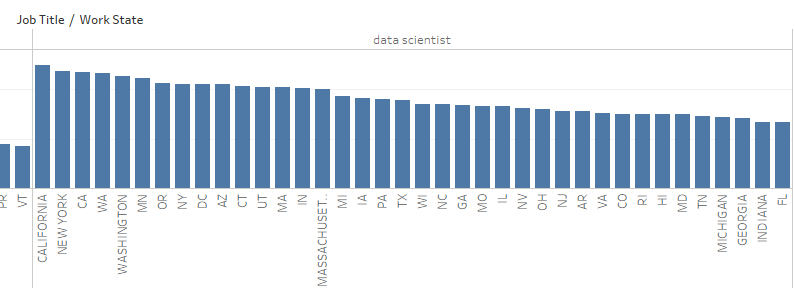 Job Title / Work State
data scientist
PR
VT
CALIFORNIA
NEW YORK
CA
WA
WASHINGTON
MN
OR
NY
DC
AZ
CT
UT
MA
IN
MASSACHUSET..
MI
IA
PA
TX
WI
NC
GA
MO
IL
NV
OH
NJ
AR
VA
CO
RI
HI
MD
TN
MICHIGAN
GEORGIA
INDIANA
FL